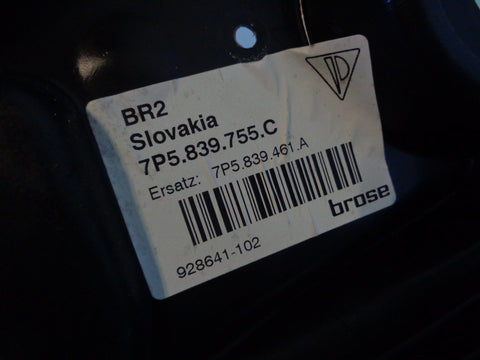 BR2
Slovakia
7P5.839.755.C
Ersatz: 7P5.839.461.A
928641-102
brose